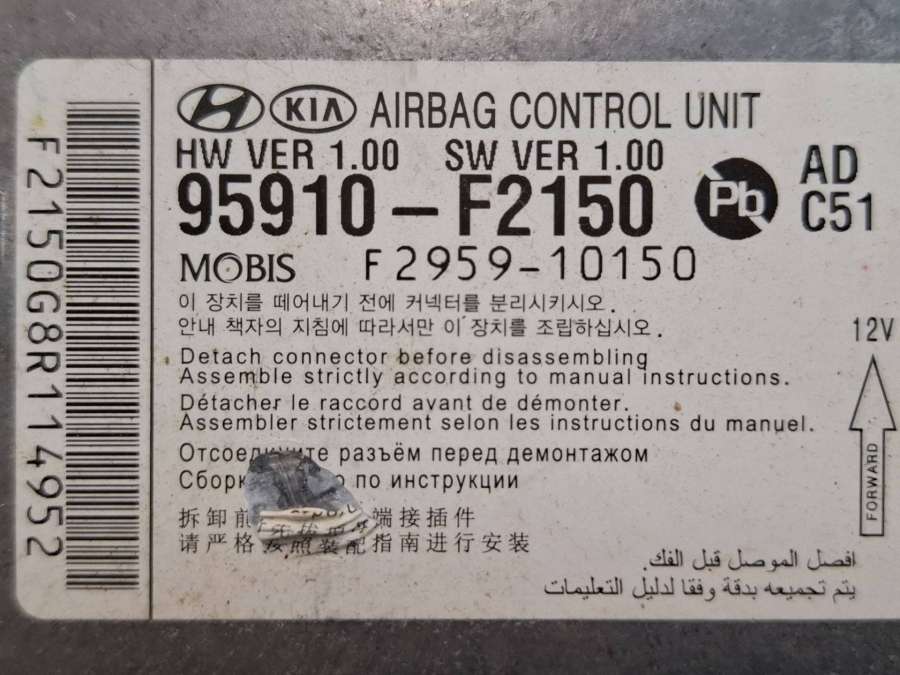 F2150G8R114952
KIA AIRBAG CONTROL UNIT
HW VER 1.00 SW VER 1.00
95910-F2150
Pb
AD
C51
MOBIS F2959-10150
이 장치를 떼어내기 전에 커넥터를 분리시키시오.
안내 책자의 지침에 따라서만 이 장치를 조립하십시오.
12V
FORWARD
Detach connector before disassembling
Assemble strictly according to manual instructions.
Détacher le raccord avant de démonter.
Assembler strictement selon les instructions du manuel.
разъём перед демонтажом
по инструкции
拆卸前 端接插件
请严格按照装配指南进行安装
افصل الموصل قبل الفك.
يتم تجميعه بدقة وفقا لدليل التعليمات